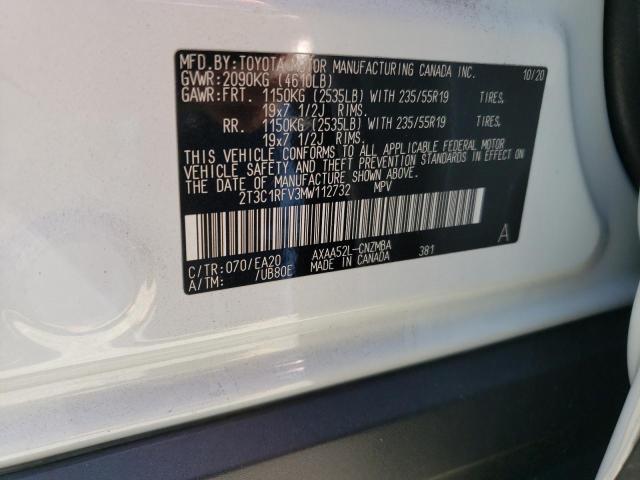 MFD. BY: TOYOTA MOTOR MANUFACTURING CANADA INC. 10/20
GVWR: 2090KG (4610LB)
GAWR: FRT. 1150KG (2535LB) WITH 235/55R19 TIRES.
19x7 1/2J RIMS.
RR. 1150KG (2535LB) WITH 235/55R19 TIRES.
19x7 1/2J RIMS.
THIS VEHICLE CONFORMS TO ALL APPLICABLE FEDERAL MOTOR
VEHICLE SAFETY AND THEFT PREVENTION STANDARDS IN EFFECT
ON THE DATE OF MANUFACTURE SHOWN ABOVE.
2T3C1RFV3MW112732 MPV
A
C/TR: 070/EA20 AXAA52L-CNZMBA 381
A/TM: /UB80E MADE IN CANADA